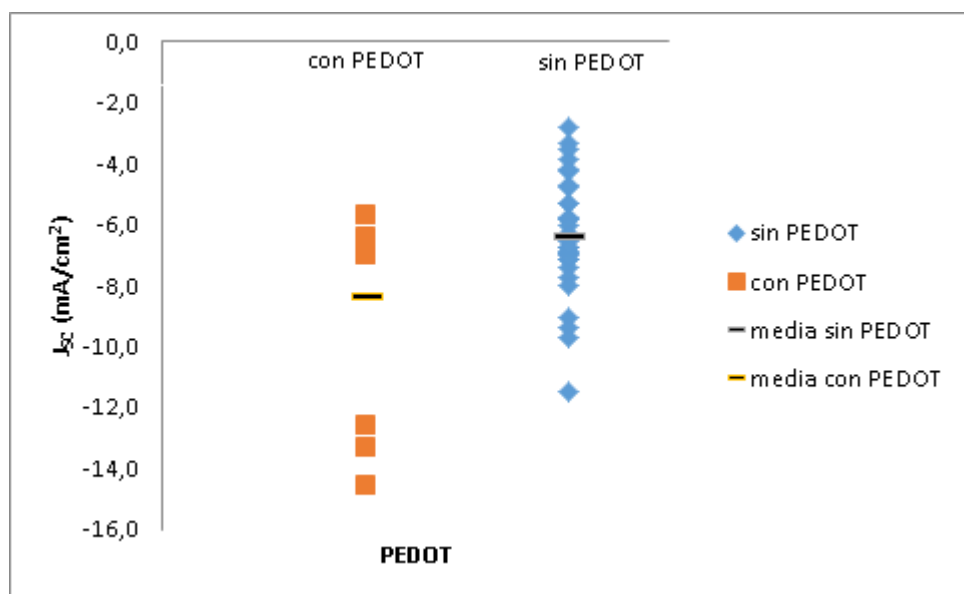 0,0
-2,0
-4,0
-6,0
-8,0
-10,0
-12,0
-14,0
-16,0
J_SC (mA/cm²)
con PEDOT
sin PEDOT
PEDOT
sin PEDOT
con PEDOT
media sin PEDOT
media con PEDOT